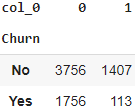 col_0 0 1
Churn
No 3756 1407
Yes 1756 113